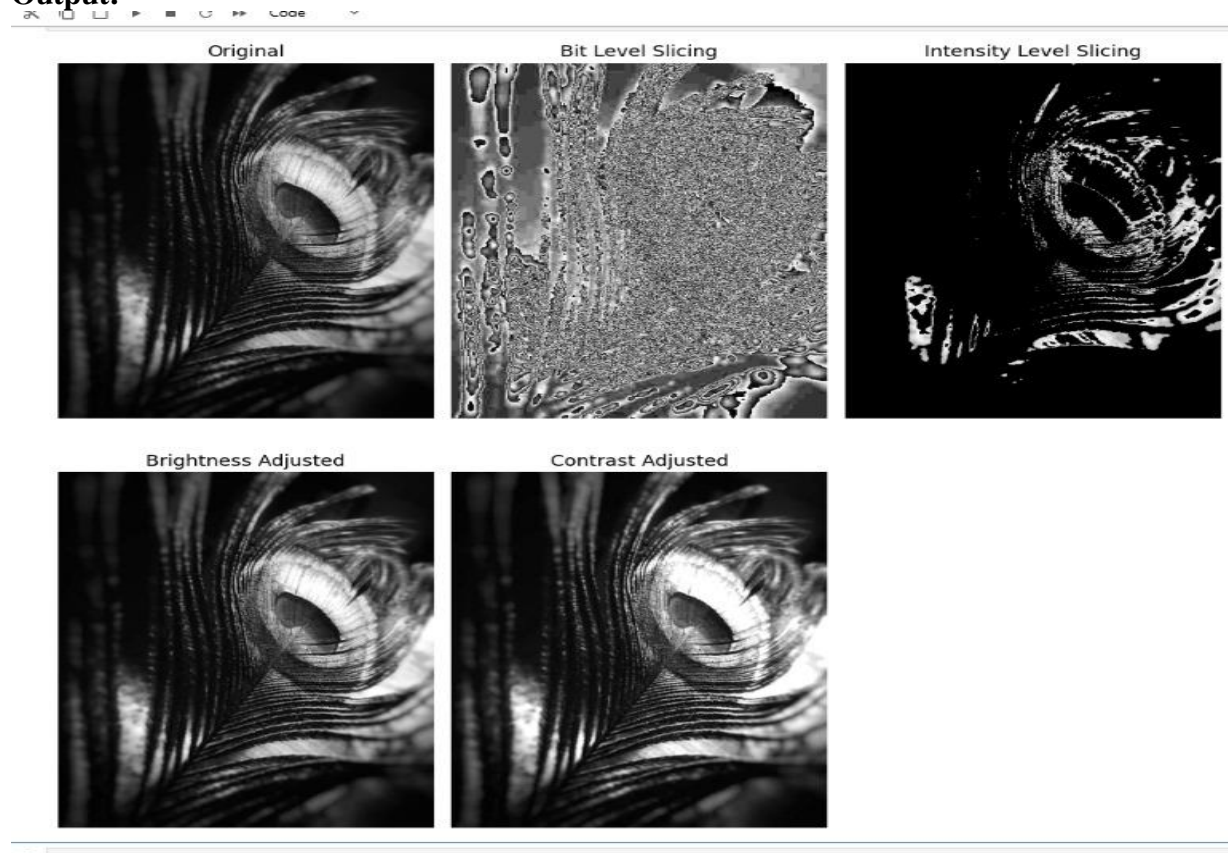 Output:
Code
Original Bit Level Slicing Intensity Level Slicing
Brightness Adjusted Contrast Adjusted